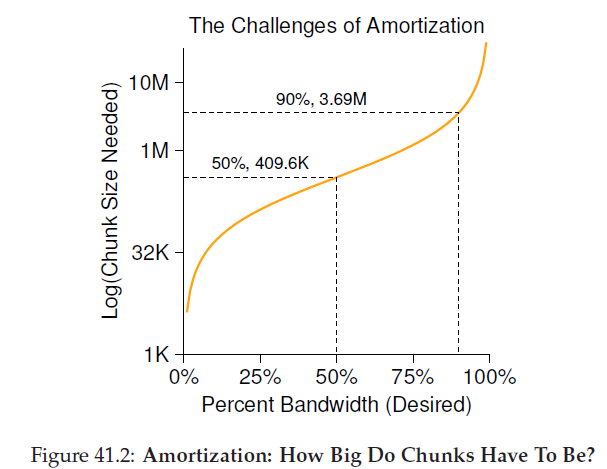 The Challenges of Amortization
Log(Chunk Size Needed)
10M
90%, 3.69M
1M
50%, 409.6K
32K
1K
0% 25% 50% 75% 100%
Percent Bandwidth (Desired)
Figure 41.2: Amortization: How Big Do Chunks Have To Be?